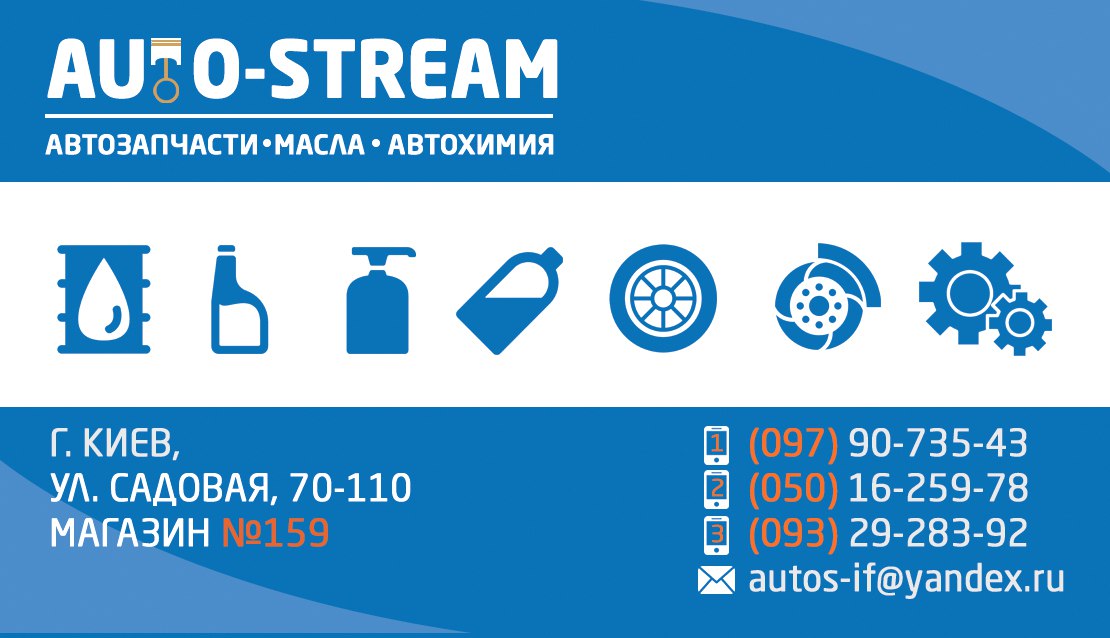 AUTO-STREAM
АВТОЗАПЧАСТИ•МАСЛА • АВТОХИМИЯ
Г. КИЕВ,
УЛ. САДОВАЯ, 70-110
МАГАЗИН №159
1 (097) 90-735-43
2 (050) 16-259-78
3 (093) 29-283-92
autos-if@yandex.ru